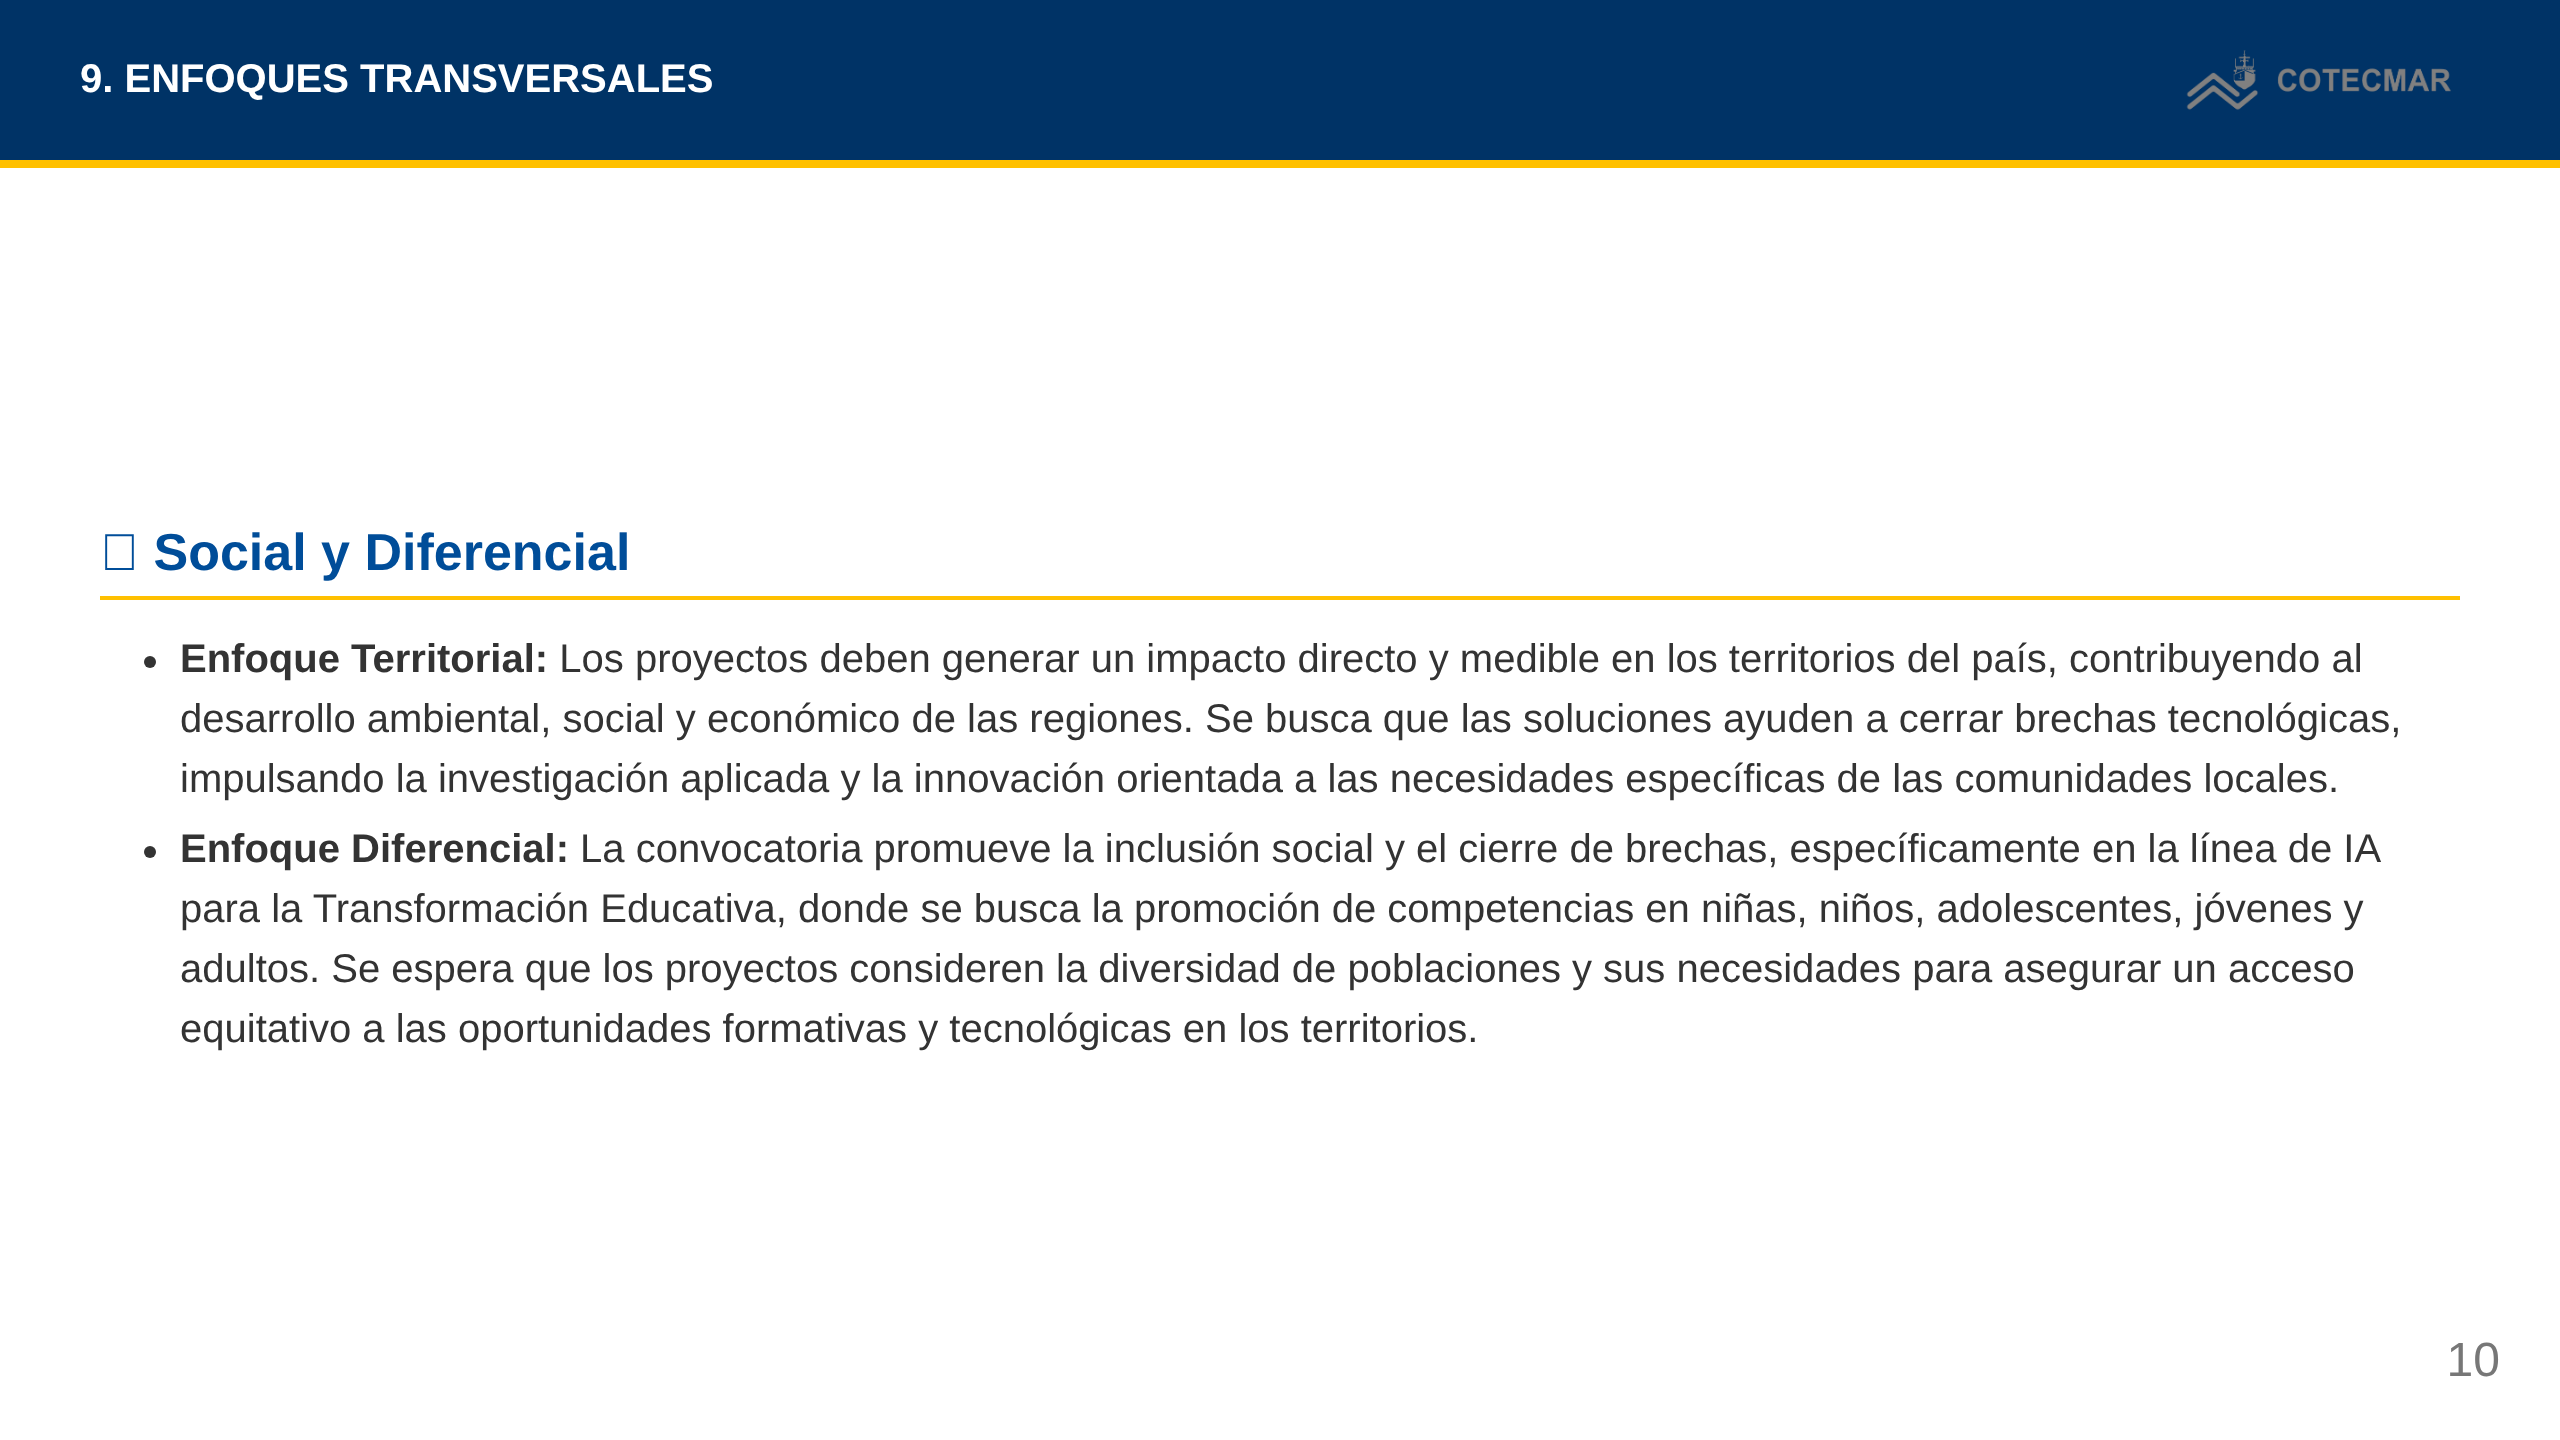 9. ENFOQUES TRANSVERSALES
COTECMAR
Social y Diferencial
• Enfoque Territorial: Los proyectos deben generar un impacto directo y medible en los territorios del país, contribuyendo al
desarrollo ambiental, social y económico de las regiones. Se busca que las soluciones ayuden a cerrar brechas tecnológicas,
impulsando la investigación aplicada y la innovación orientada a las necesidades específicas de las comunidades locales.
• Enfoque Diferencial: La convocatoria promueve la inclusión social y el cierre de brechas, específicamente en la línea de IA
para la Transformación Educativa, donde se busca la promoción de competencias en niñas, niños, adolescentes, jóvenes y
adultos. Se espera que los proyectos consideren la diversidad de poblaciones y sus necesidades para asegurar un acceso
equitativo a las oportunidades formativas y tecnológicas en los territorios.
10